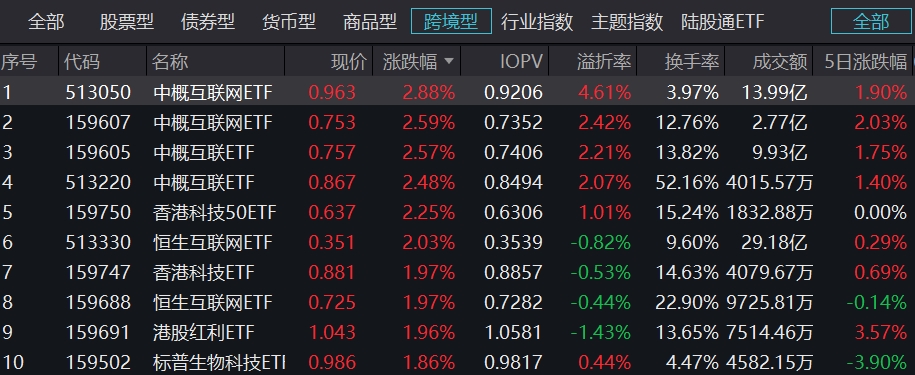 全部 股票型 债券型 货币型 商品型 跨境型 行业指数 主题指数 陆股通ETF 全部
序号 代码 名称 现价 涨跌幅 IOPV 溢折率 换手率 成交额 5日涨跌幅
1 513050 中概互联网ETF 0.963 2.88% 0.9206 4.61% 3.97% 13.99亿 1.90%
2 159607 中概互联网ETF 0.753 2.59% 0.7352 2.42% 12.76% 2.77亿 2.03%
3 159605 中概互联ETF 0.757 2.57% 0.7406 2.21% 13.82% 9.93亿 1.75%
4 513220 中概互联ETF 0.867 2.48% 0.8494 2.07% 52.16% 4015.57万 1.40%
5 159750 香港科技50ETF 0.637 2.25% 0.6306 1.01% 15.24% 1832.88万 0.00%
6 513330 恒生互联网ETF 0.351 2.03% 0.3539 -0.82% 9.60% 29.18亿 0.29%
7 159747 香港科技ETF 0.881 1.97% 0.8857 -0.53% 14.63% 4079.67万 0.69%
8 159688 恒生互联网ETF 0.725 1.97% 0.7282 -0.44% 22.90% 9725.81万 -0.14%
9 159691 港股红利ETF 1.043 1.96% 1.0581 -1.43% 13.65% 7514.46万 3.57%
10 159502 标普生物科技ETF 0.986 1.86% 0.9817 0.44% 4.47% 4582.15万 -3.90%